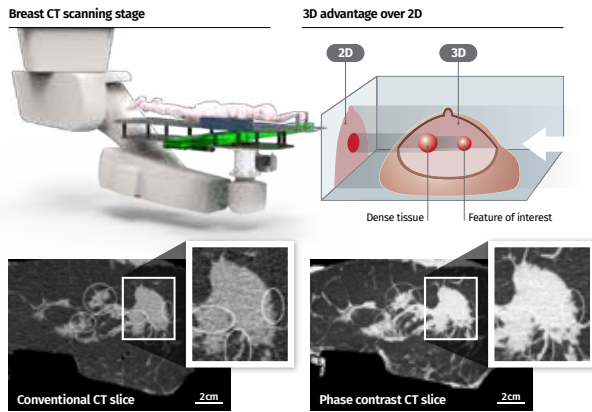 Breast CT scanning stage
3D advantage over 2D
2D
3D
Dense tissue
Feature of interest
Conventional CT slice
2cm
Phase contrast CT slice
2cm